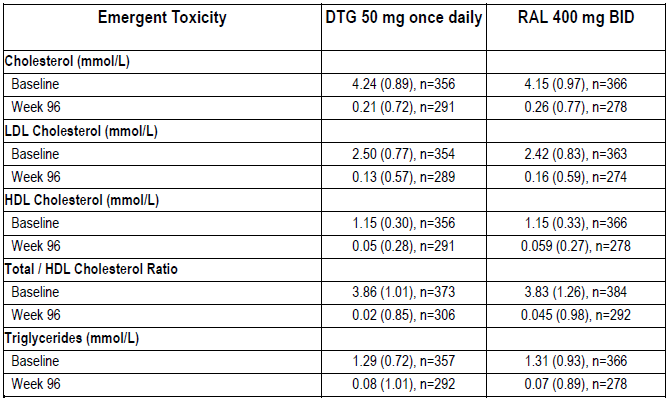 Emergent Toxicity DTG 50 mg once daily RAL 400 mg BID
Cholesterol (mmol/L)
Baseline 4.24 (0.89), n=356 4.15 (0.97), n=366
Week 96 0.21 (0.72), n=291 0.26 (0.77), n=278
LDL Cholesterol (mmol/L)
Baseline 2.50 (0.77), n=354 2.42 (0.83), n=363
Week 96 0.13 (0.57), n=289 0.16 (0.59), n=274
HDL Cholesterol (mmol/L)
Baseline 1.15 (0.30), n=356 1.15 (0.33), n=366
Week 96 0.05 (0.28), n=291 0.059 (0.27), n=278
Total / HDL Cholesterol Ratio
Baseline 3.86 (1.01), n=373 3.83 (1.26), n=384
Week 96 0.02 (0.85), n=306 0.045 (0.98), n=292
Triglycerides (mmol/L)
Baseline 1.29 (0.72), n=357 1.31 (0.93), n=366
Week 96 0.08 (1.01), n=292 0.07 (0.89), n=278